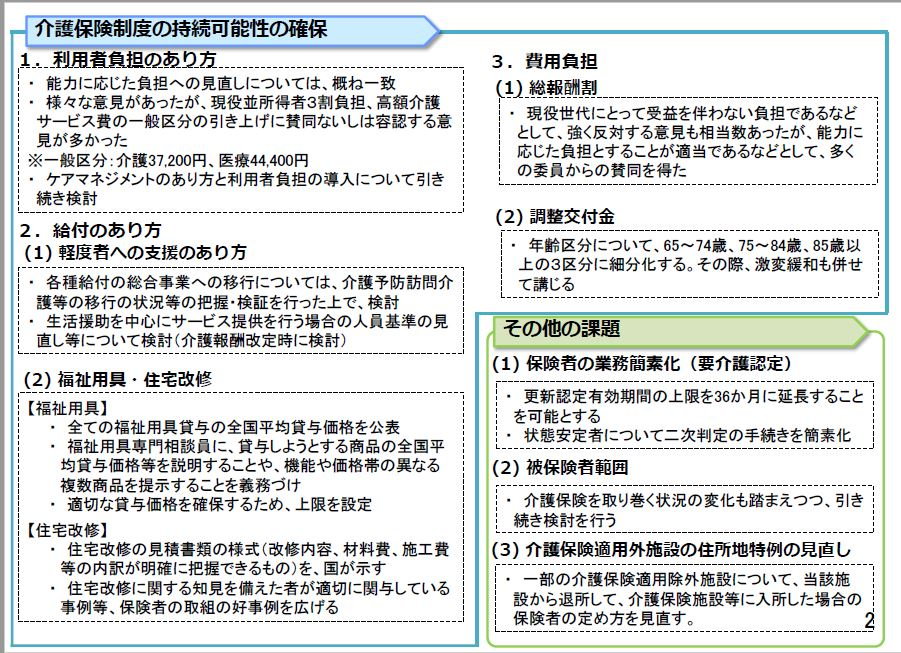 介護保険制度の持続可能性の確保
１．利用者負担のあり方
・ 能力に応じた負担への見直しについては、概ね一致
・ 様々な意見があったが、現役並所得者３割負担、高額介護
サービス費の一般区分の引き上げに賛同ないしは容認する意
見が多かった
※一般区分：介護37,200円、医療44,400円
・ ケアマネジメントのあり方と利用者負担の導入について引き
続き検討
２．給付のあり方
(1) 軽度者への支援のあり方
・ 各種給付の総合事業への移行については、介護予防訪問介
護等の移行の状況等の把握・検証を行った上で、検討
・ 生活援助を中心にサービス提供を行う場合の人員基準の見
直し等について検討（介護報酬改定時に検討）
(2) 福祉用具・住宅改修
【福祉用具】
・ 全ての福祉用具貸与の全国平均貸与価格を公表
・ 福祉用具専門相談員に、貸与しようとする商品の全国平
均貸与価格等を説明することや、機能や価格帯の異なる
複数商品を提示することを義務づけ
・ 適切な貸与価格を確保するため、上限を設定
【住宅改修】
・ 住宅改修の見積書類の様式（改修内容、材料費、施工費
等の内訳が明確に把握できるもの）を、国が示す
・ 住宅改修に関する知見を備えた者が適切に関与している
事例等、保険者の取組の好事例を広げる
３．費用負担
(1) 総報酬割
・ 現役世代にとって受益を伴わない負担であるなど
として、強く反対する意見も相当数あったが、能力に
応じた負担とすることが適当であるなどとして、多く
の委員からの賛同を得た
(2) 調整交付金
・ 年齢区分について、65～74歳、75～84歳、85歳以
上の３区分に細分化する。その際、激変緩和も併せ
て講じる
その他の課題
(1) 保険者の業務簡素化（要介護認定）
・ 更新認定有効期間の上限を36か月に延長すること
を可能とする
・ 状態安定者について二次判定の手続きを簡素化
(2) 被保険者範囲
・ 介護保険を取り巻く状況の変化も踏まえつつ、引き
続き検討を行う
(3) 介護保険適用外施設の住所地特例の見直し
・ 一部の介護保険適用除外施設について、当該施
設から退所して、介護保険施設等に入所した場合の
保険者の定め方を見直す。
2